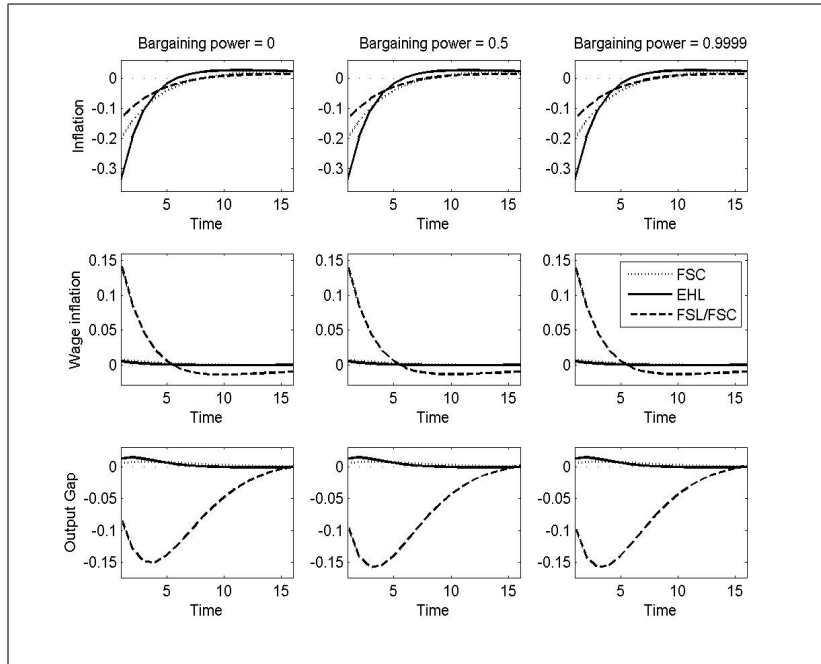 Bargaining power = 0
Bargaining power = 0.5
Bargaining power = 0.9999
Inflation
0
-0.1
-0.2
-0.3
5 10 15
Time
0
-0.1
-0.2
-0.3
5 10 15
Time
0
-0.1
-0.2
-0.3
5 10 15
Time
Wage inflation
0.15
0.1
0.05
0
5 10 15
Time
0.15
0.1
0.05
0
5 10 15
Time
0.15
0.1
0.05
0
FSC
EHL
FSL/FSC
5 10 15
Time
Output Gap
0
-0.05
-0.1
-0.15
5 10 15
Time
0
-0.05
-0.1
-0.15
5 10 15
Time
0
-0.05
-0.1
-0.15
5 10 15
Time